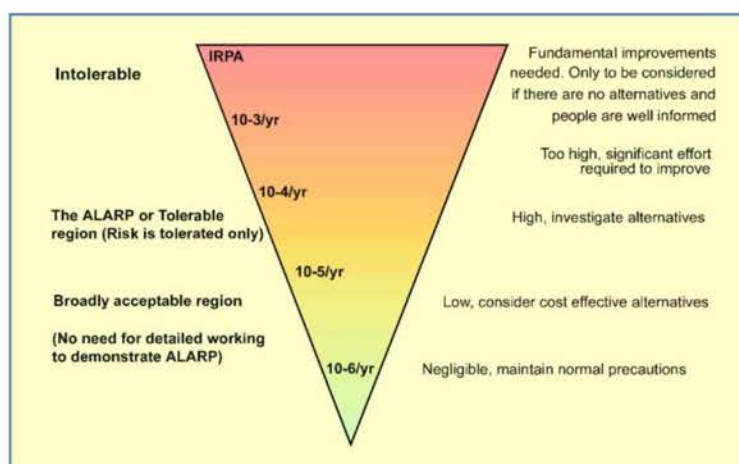 IRPA
Intolerable
10-3/yr
10-4/yr
The ALARP or Tolerable
region (Risk is tolerated only)
10-5/yr
Broadly acceptable region
(No need for detailed working
to demonstrate ALARP)
10-6/yr
Fundamental improvements
needed. Only to be considered
if there are no alternatives and
people are well informed
Too high, significant effort
required to improve
High, investigate alternatives
Low, consider cost effective alternatives
Negligible, maintain normal precautions